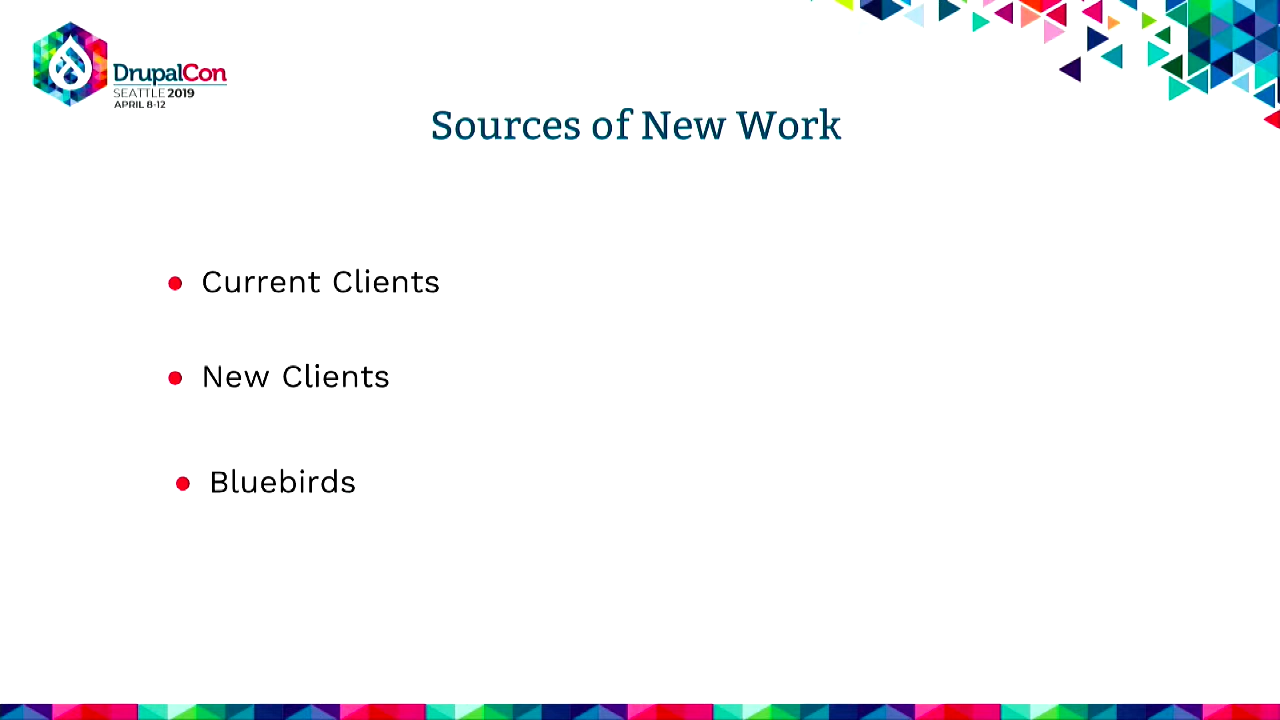 DrupalCon
SEATTLE 2019
APRIL 8-12
Sources of New Work
• Current Clients
• New Clients
• Bluebirds